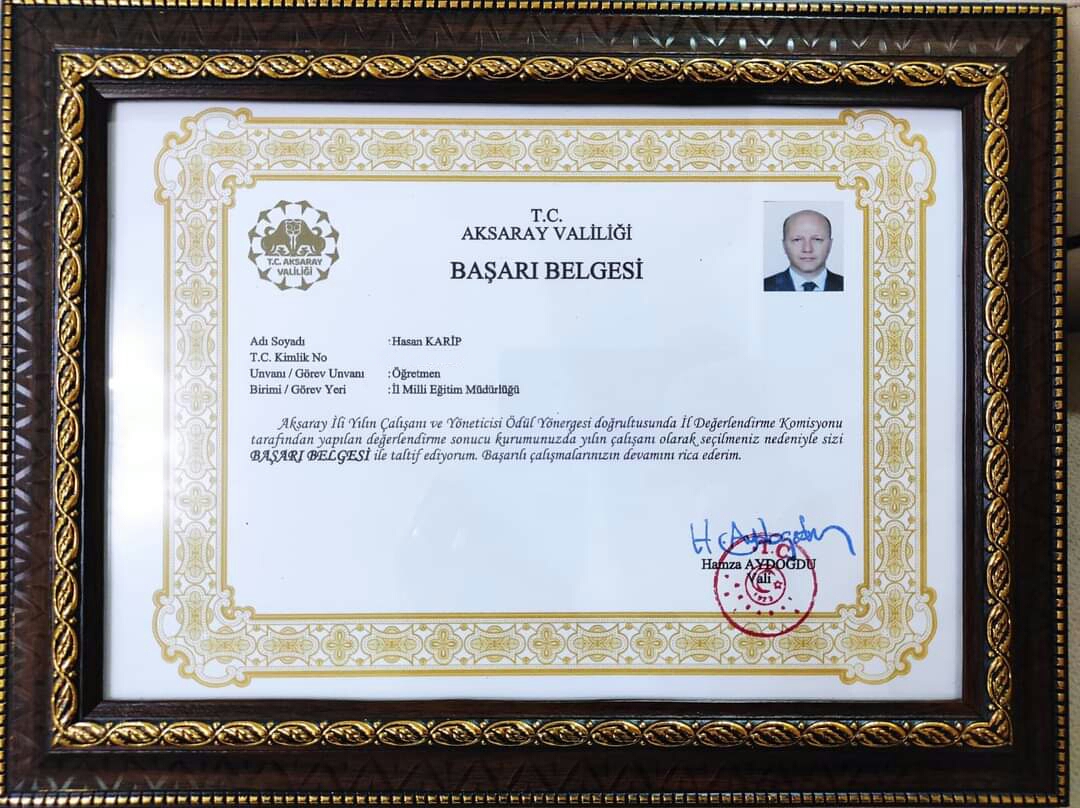 T.C.
AKSARAY VALİLİĞİ
BAŞARI BELGESİ
T.C. AKSARAY
VALİLİĞİ
Adı Soyadı : Hasan KARİP
T.C. Kimlik No
Unvanı / Görev Unvanı : Öğretmen
Birimi / Görev Yeri : İl Milli Eğitim Müdürlüğü
Aksaray İli Yılın Çalışanı ve Yöneticisi Ödül Yönergesi doğrultusunda İl Değerlendirme Komisyonu
tarafından yapılan değerlendirme sonucu kurumunuzda yılın çalışanı olarak seçilmeniz nedeniyle sizi
BAŞARI BELGESİ ile taltif ediyorum. Başarılı çalışmalarınızın devamını rica ederim.
H. Aydoğdu
T.C.
Hamza AYDOĞDU
Vali
1923